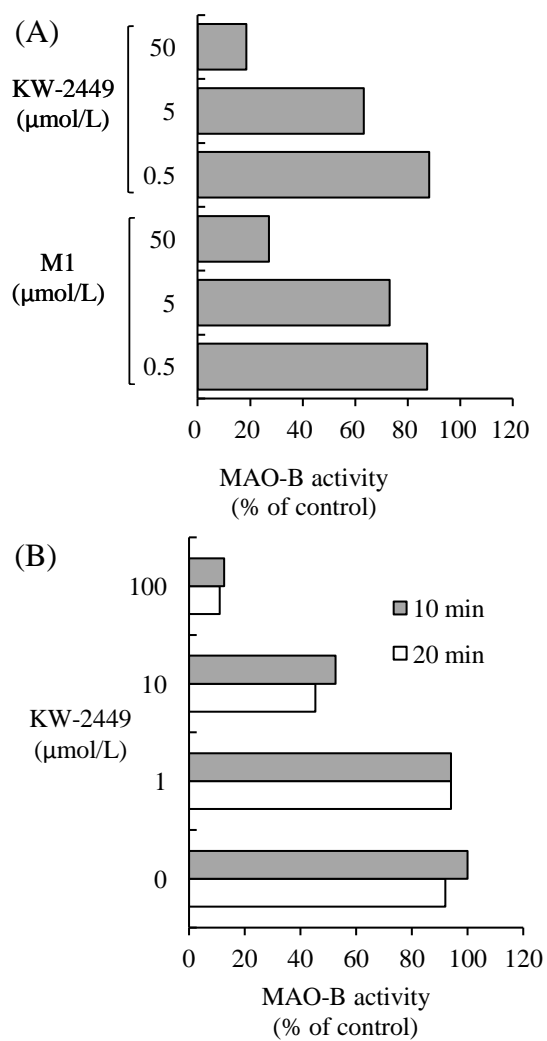 (A)
KW-2449
(μmol/L)
50
5
0.5
M1
(μmol/L)
50
5
0.5
0 20 40 60 80 100 120
MAO-B activity
(% of control)
(B)
100
10
KW-2449
(μmol/L)
1
0
10 min
20 min
0 20 40 60 80 100 120
MAO-B activity
(% of control)